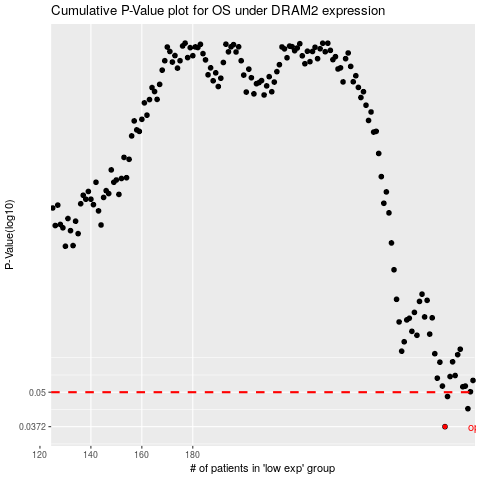 Cumulative P-Value plot for OS under DRAM2 expression
P-Value(log10)
0.05
0.0372
op
120 140 160 180
# of patients in 'low exp' group